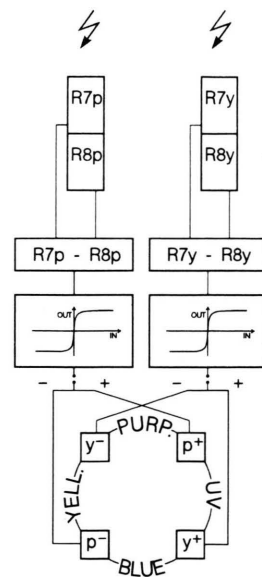 R7p R7y
R8p R8y
R7p - R8p R7y - R8y
OUT OUT
IN IN
- + - +
PURP.
y⁻ p⁺
YELL. UV
p⁻ y⁺
BLUE